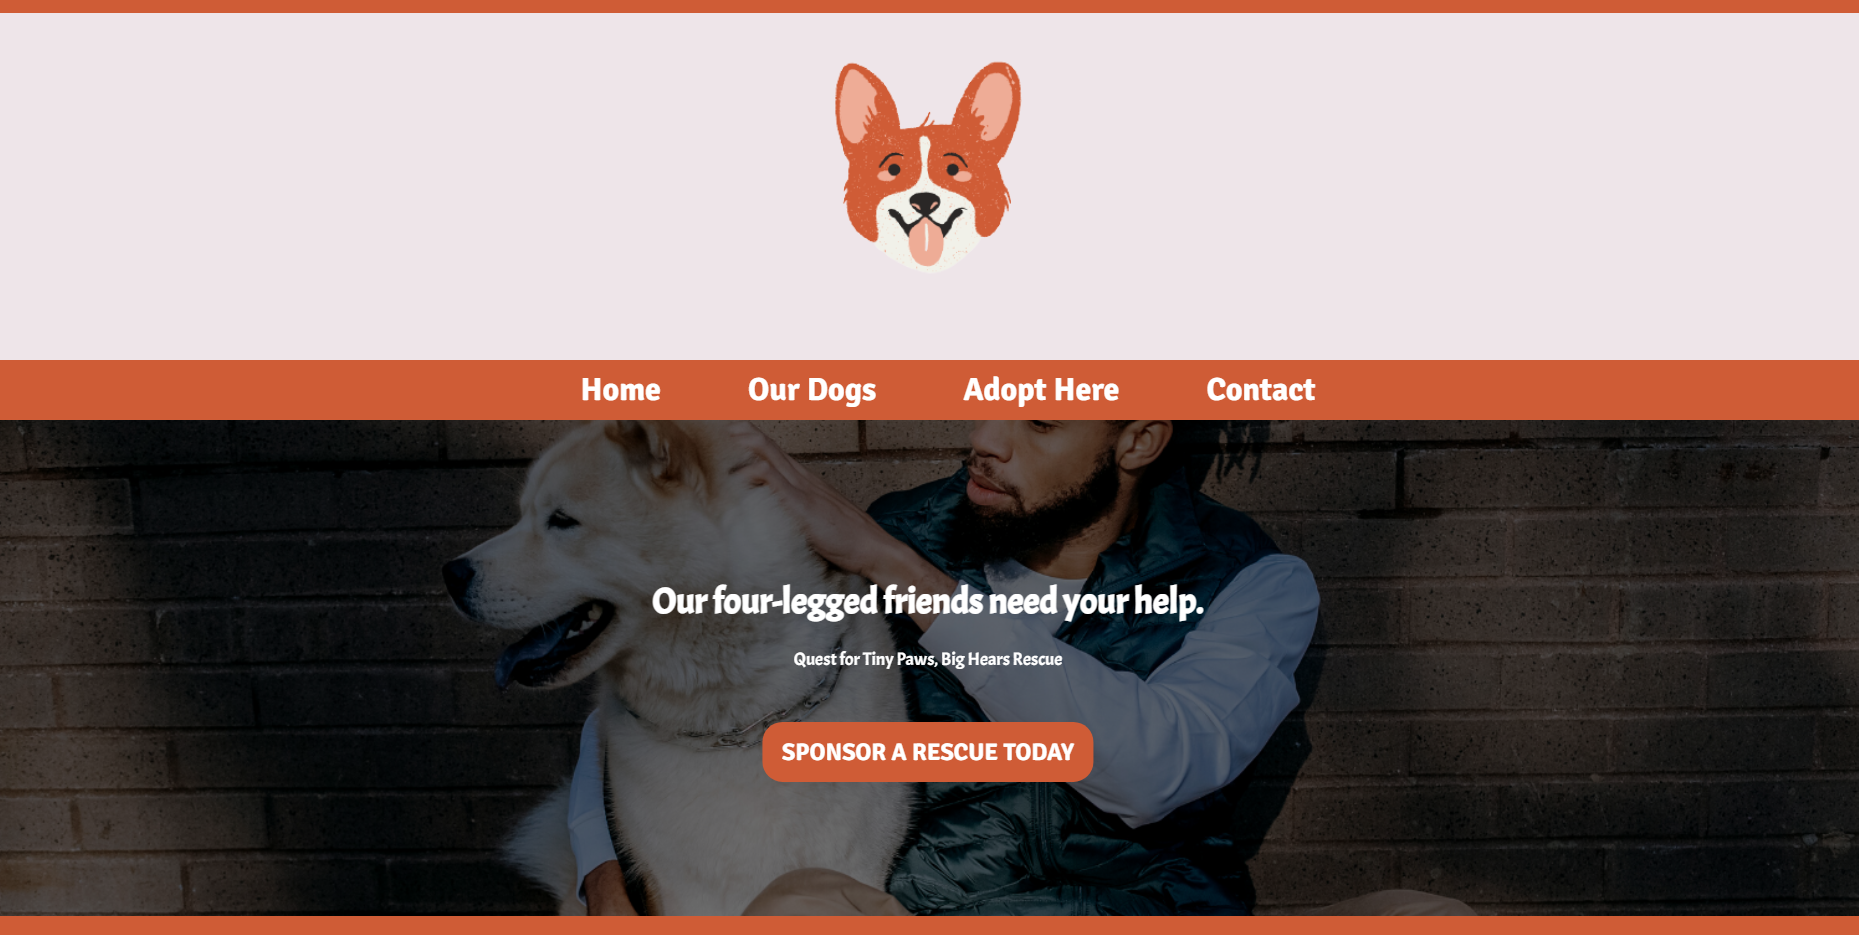 Home Our Dogs Adopt Here Contact
Our four-legged friends need your help.
Quest for Tiny Paws, Big Hears Rescue
SPONSOR A RESCUE TODAY